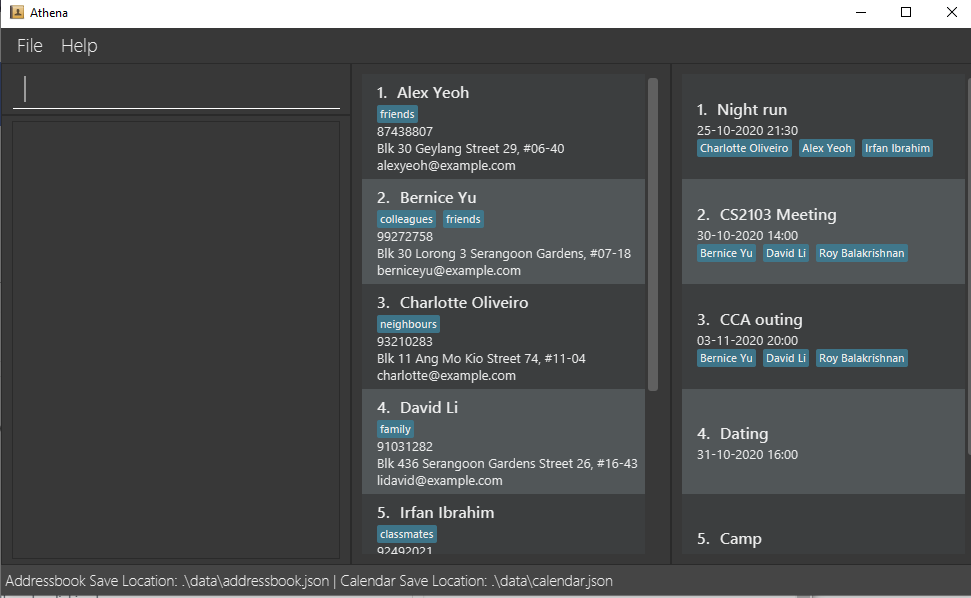 Athena
File Help
1. Alex Yeoh
friends
87438807
Blk 30 Geylang Street 29, #06-40
alexyeoh@example.com
2. Bernice Yu
colleagues friends
99272758
Blk 30 Lorong 3 Serangoon Gardens, #07-18
berniceyu@example.com
3. Charlotte Oliveiro
neighbours
93210283
Blk 11 Ang Mo Kio Street 74, #11-04
charlotte@example.com
4. David Li
family
91031282
Blk 436 Serangoon Gardens Street 26, #16-43
lidavid@example.com
5. Irfan Ibrahim
classmates
92492021
1. Night run
25-10-2020 21:30
Charlotte Oliveiro Alex Yeoh Irfan Ibrahim
2. CS2103 Meeting
30-10-2020 14:00
Bernice Yu David Li Roy Balakrishnan
3. CCA outing
03-11-2020 20:00
Bernice Yu David Li Roy Balakrishnan
4. Dating
31-10-2020 16:00
5. Camp
Addressbook Save Location: .\data\addressbook.json | Calendar Save Location: .\data\calendar.json